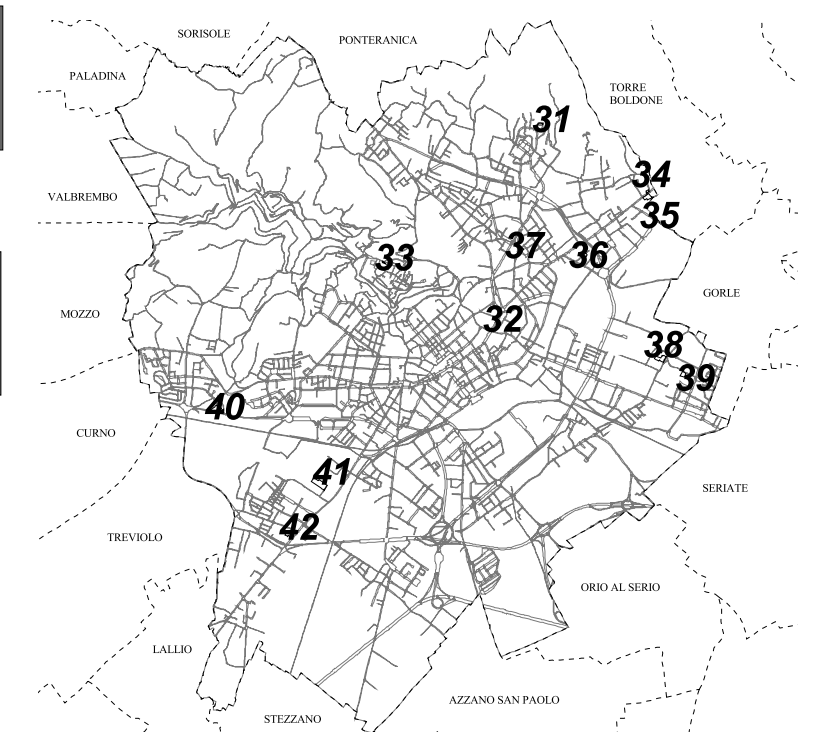 SORISOLE
PONTERANICA
PALADINA
TORRE
BOLDONE
31
34
VALBREMBO
35
37
36
33
GORLE
MOZZO
32
38
39
40
CURNO
41
SERIATE
42
TREVIOLO
ORIO AL SERIO
LALLIO
AZZANO SAN PAOLO
STEZZANO